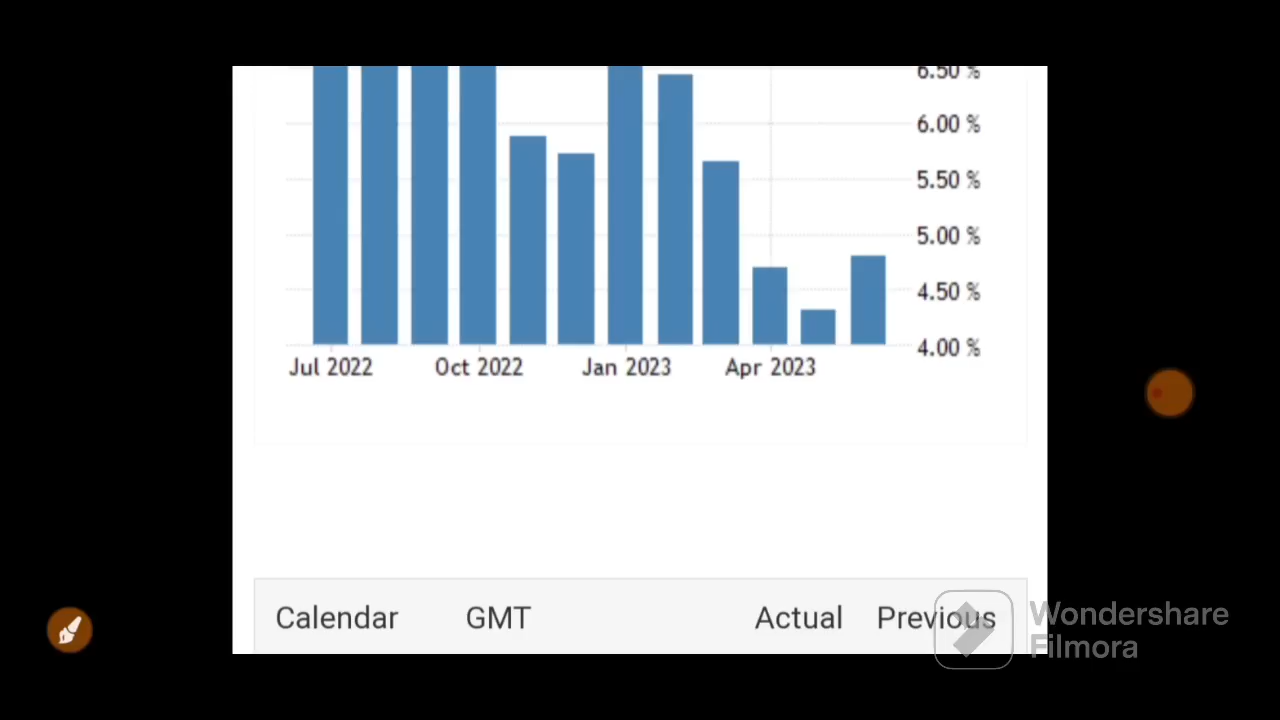 6.50 %
6.00 %
5.50 %
5.00 %
4.50 %
4.00 %
Jul 2022 Oct 2022 Jan 2023 Apr 2023
Calendar GMT Actual Previous
Wondershare
Filmora